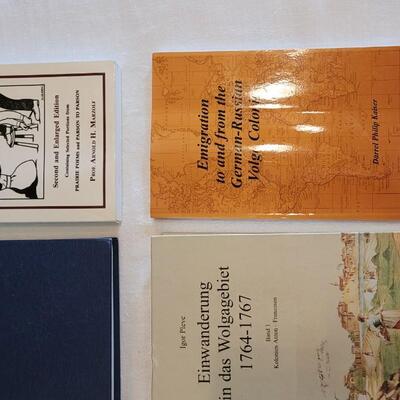 Second and Enlarged Edition
Containing Selected Portions from
PRAIRIE POEMS and PARSON TO PARSON
PROF. ARNOLD H. MARZOLF
Emigration
to and from the
German-Russian
Volga Colonies
Darrel Philip Kaiser
Igor Pleve
Einwanderung
in das Wolgagebiet
1764-1767
Band 1
Kolonien Anton - Franzosen